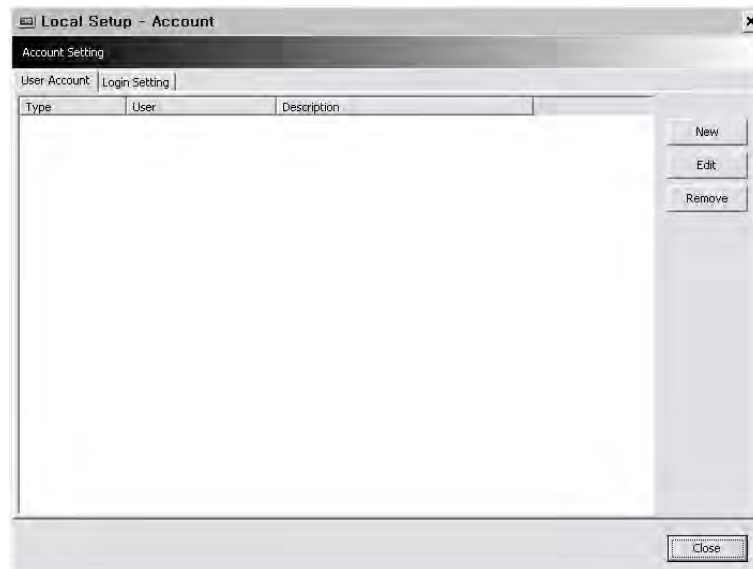 Local Setup - Account
Account Setting
User Account Login Setting
Type User Description
New
Edit
Remove
Close